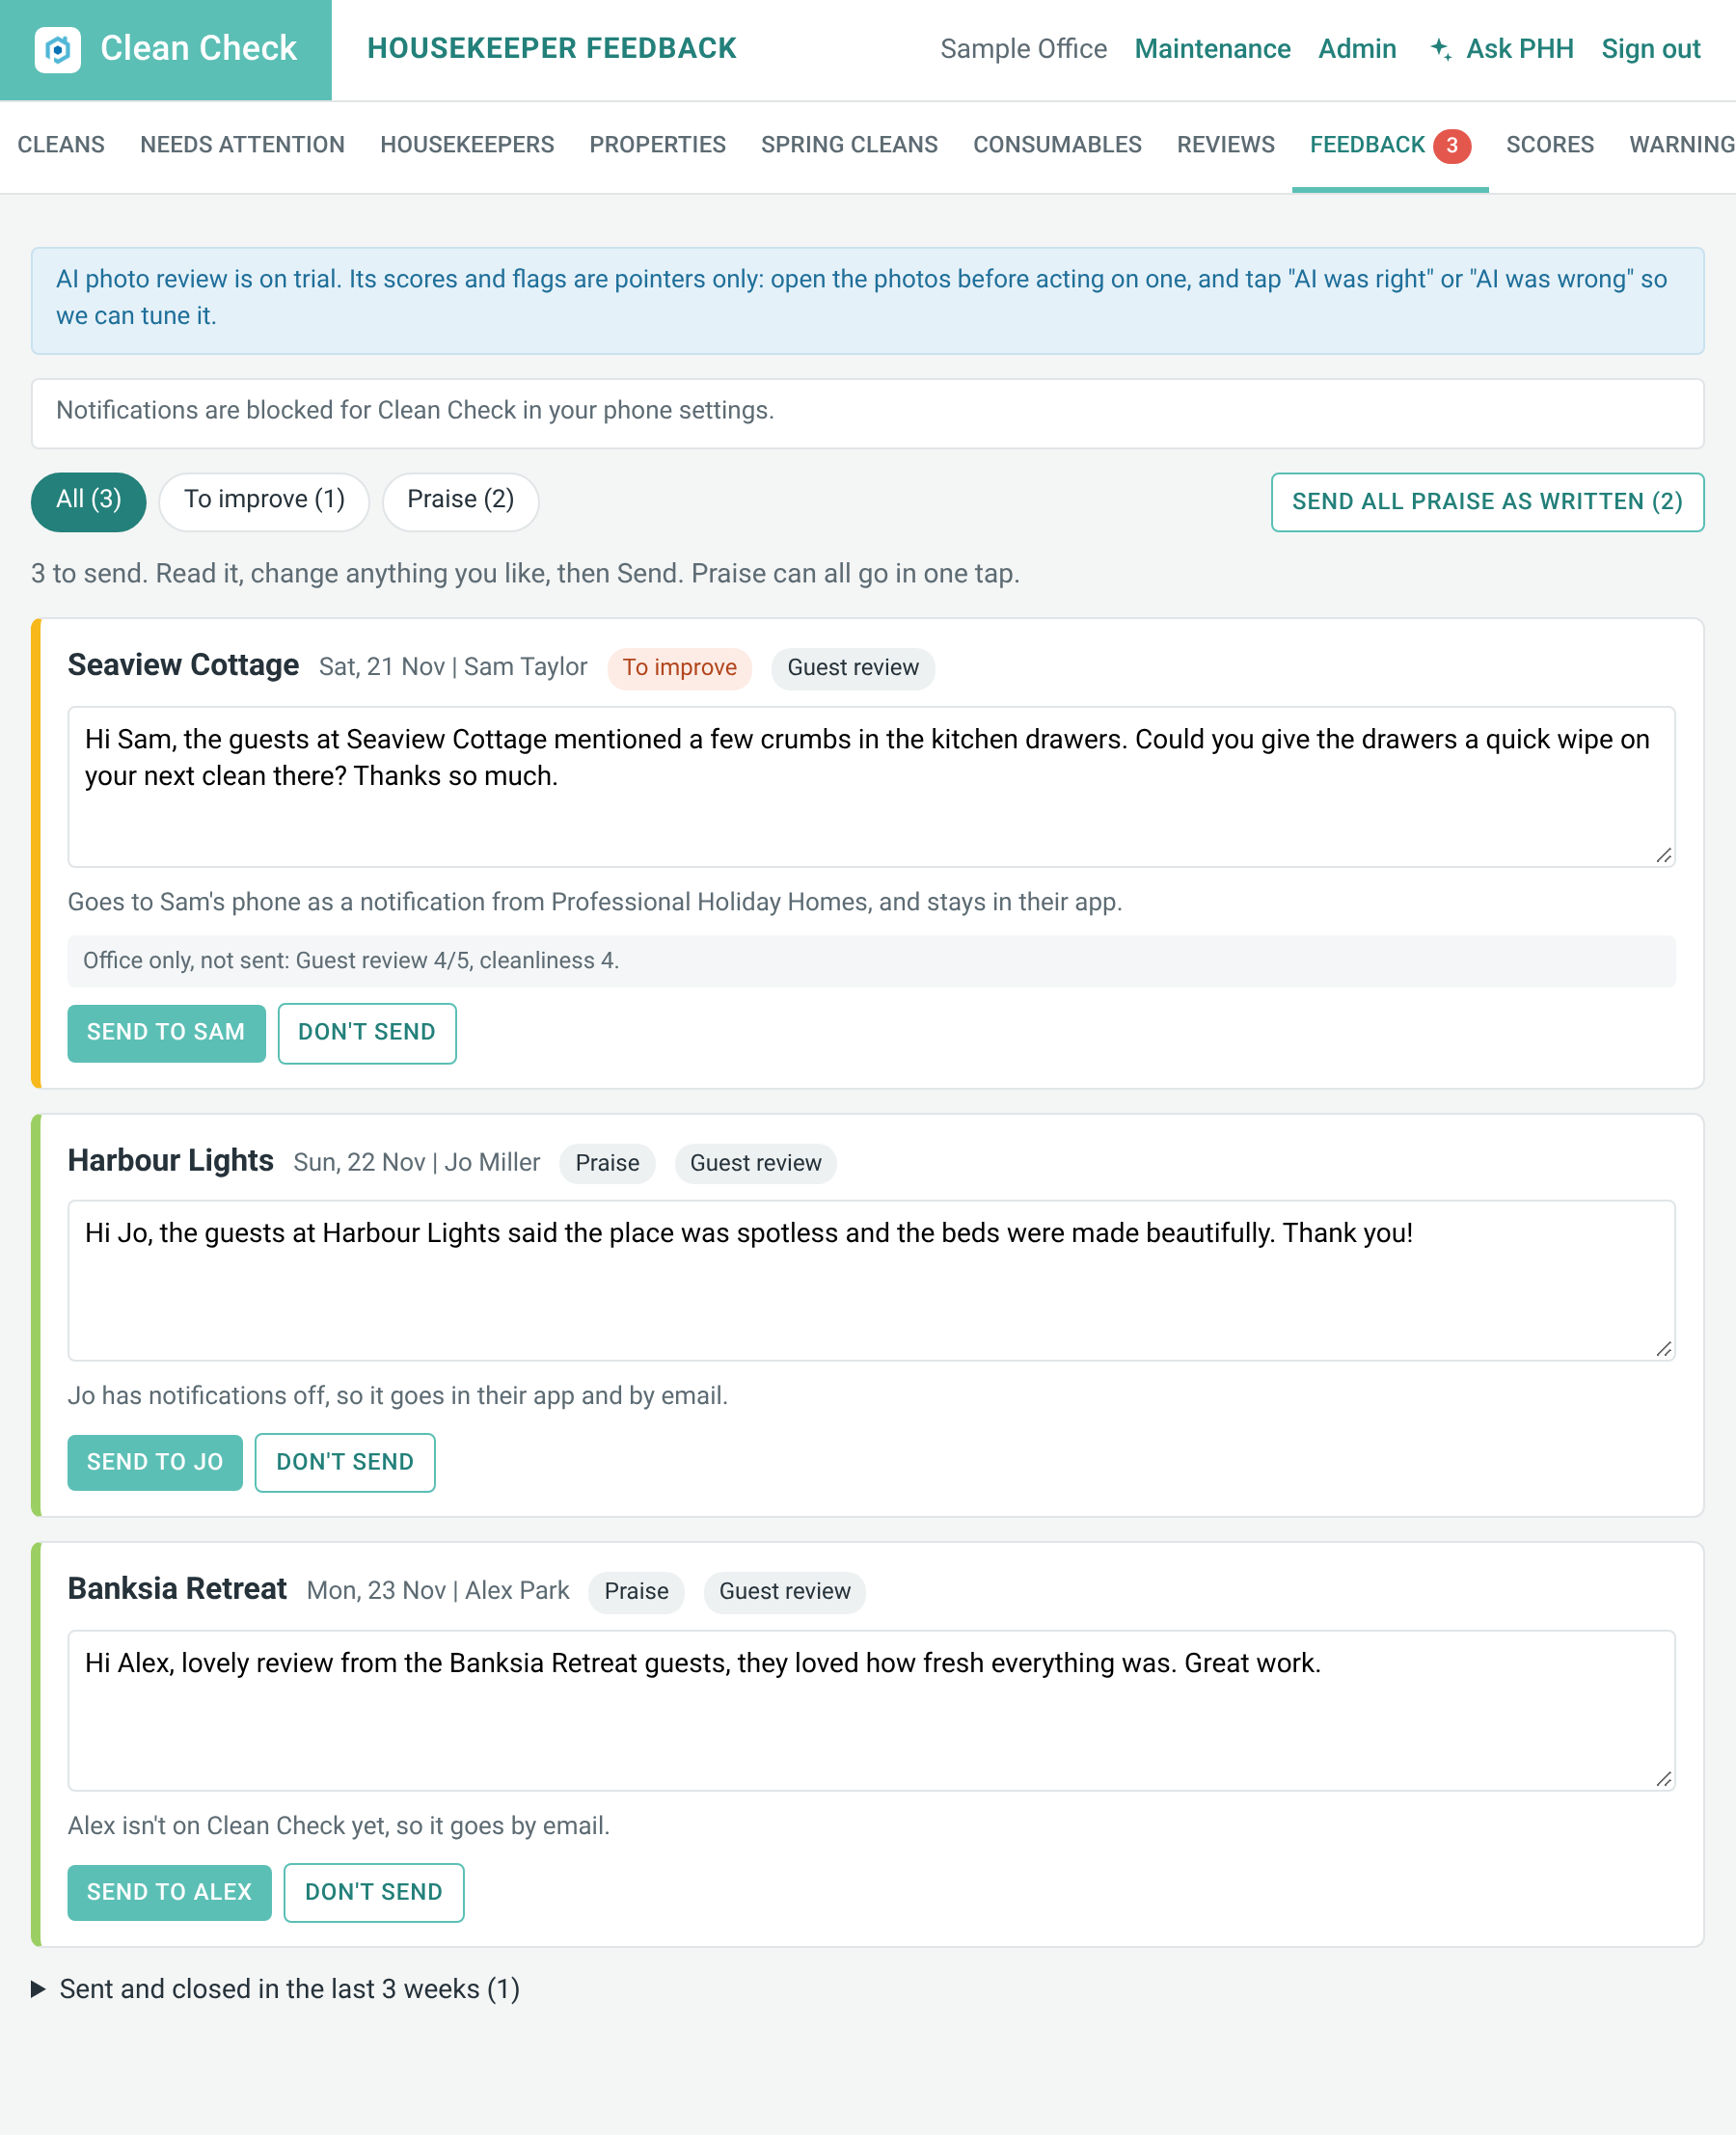 Clean Check
HOUSEKEEPER FEEDBACK
Sample Office
Maintenance
Admin
Ask PHH
Sign out
CLEANS
NEEDS ATTENTION
HOUSEKEEPERS
PROPERTIES
SPRING CLEANS
CONSUMABLES
REVIEWS
FEEDBACK 3
SCORES
WARNING
AI photo review is on trial. Its scores and flags are pointers only: open the photos before acting on one, and tap "AI was right" or "AI was wrong" so
we can tune it.
Notifications are blocked for Clean Check in your phone settings.
All (3)
To improve (1)
Praise (2)
SEND ALL PRAISE AS WRITTEN (2)
3 to send. Read it, change anything you like, then Send. Praise can all go in one tap.
Seaview Cottage Sat, 21 Nov | Sam Taylor To improve Guest review
Hi Sam, the guests at Seaview Cottage mentioned a few crumbs in the kitchen drawers. Could you give the drawers a quick wipe on
your next clean there? Thanks so much.
Goes to Sam's phone as a notification from Professional Holiday Homes, and stays in their app.
Office only, not sent: Guest review 4/5, cleanliness 4.
SEND TO SAM
DON'T SEND
Harbour Lights Sun, 22 Nov | Jo Miller Praise Guest review
Hi Jo, the guests at Harbour Lights said the place was spotless and the beds were made beautifully. Thank you!
Jo has notifications off, so it goes in their app and by email.
SEND TO JO
DON'T SEND
Banksia Retreat Mon, 23 Nov | Alex Park Praise Guest review
Hi Alex, lovely review from the Banksia Retreat guests, they loved how fresh everything was. Great work.
Alex isn't on Clean Check yet, so it goes by email.
SEND TO ALEX
DON'T SEND
Sent and closed in the last 3 weeks (1)